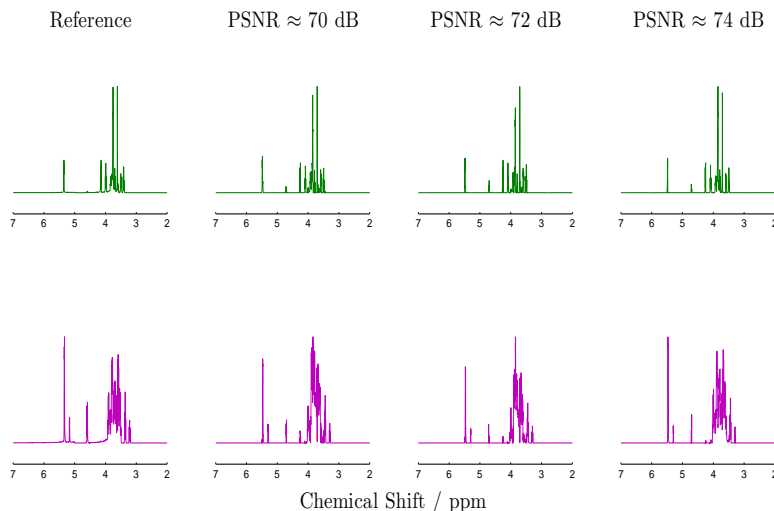 Reference PSNR ≈ 70 dB PSNR ≈ 72 dB PSNR ≈ 74 dB
7 6 5 4 3 2 7 6 5 4 3 2 7 6 5 4 3 2 7 6 5 4 3 2
7 6 5 4 3 2 7 6 5 4 3 2 7 6 5 4 3 2 7 6 5 4 3 2
Chemical Shift / ppm